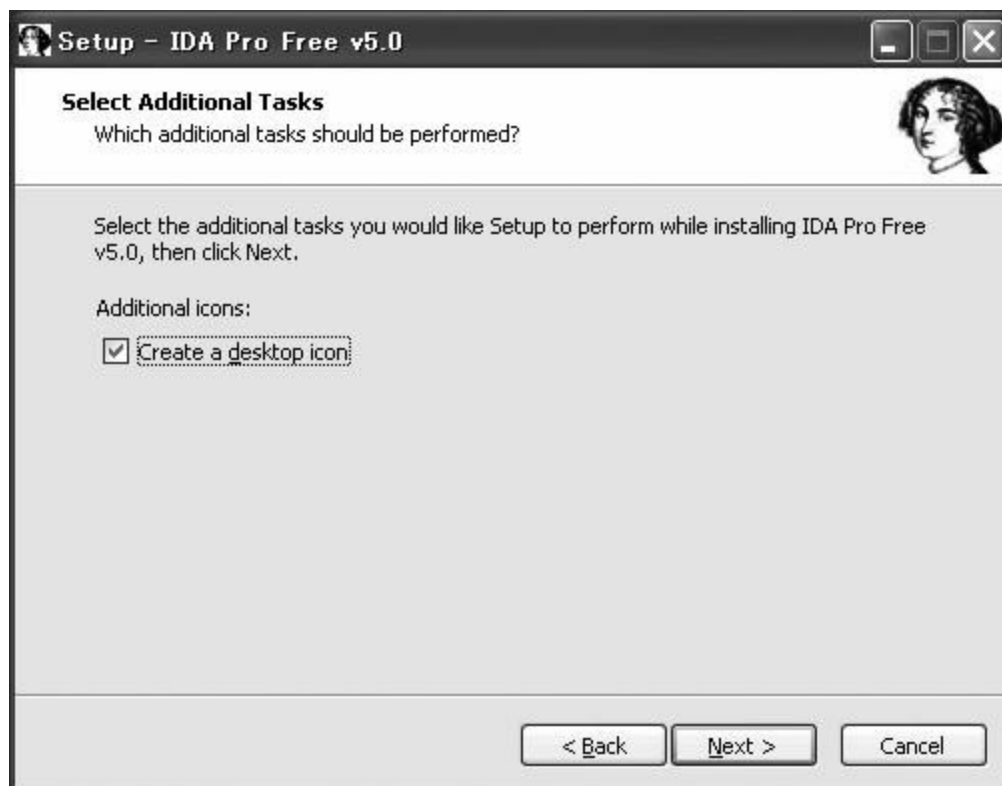 Setup - IDA Pro Free v5.0
Select Additional Tasks
Which additional tasks should be performed?
Select the additional tasks you would like Setup to perform while installing IDA Pro Free
v5.0, then click Next.
Additional icons:
Create a desktop icon
< Back Next > Cancel